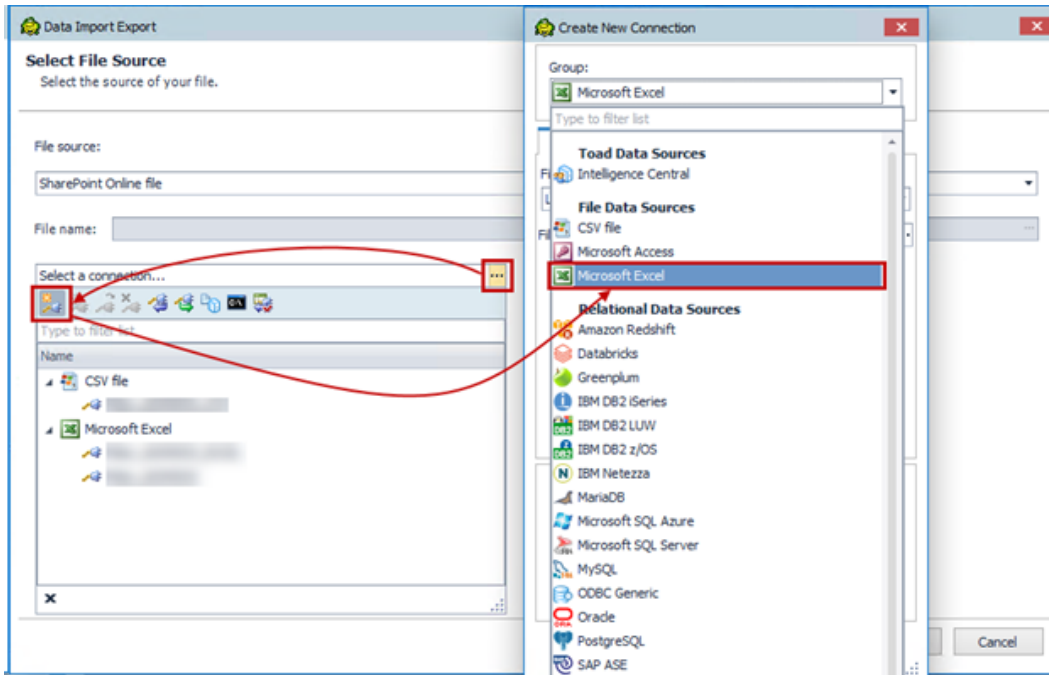 Data Import Export
Select File Source
Select the source of your file.
File source:
SharePoint Online file
File name:
Select a connection...
Type to filter list
Name
CSV file
Microsoft Excel
Create New Connection
Group:
Microsoft Excel
Type to filter list
Toad Data Sources
Intelligence Central
File Data Sources
CSV file
Microsoft Access
Microsoft Excel
Relational Data Sources
Amazon Redshift
Databricks
Greenplum
IBM DB2 iSeries
IBM DB2 LUW
IBM DB2 z/OS
IBM Netezza
MariaDB
Microsoft SQL Azure
Microsoft SQL Server
MySQL
ODBC Generic
Oracle
PostgreSQL
SAP ASE
Cancel